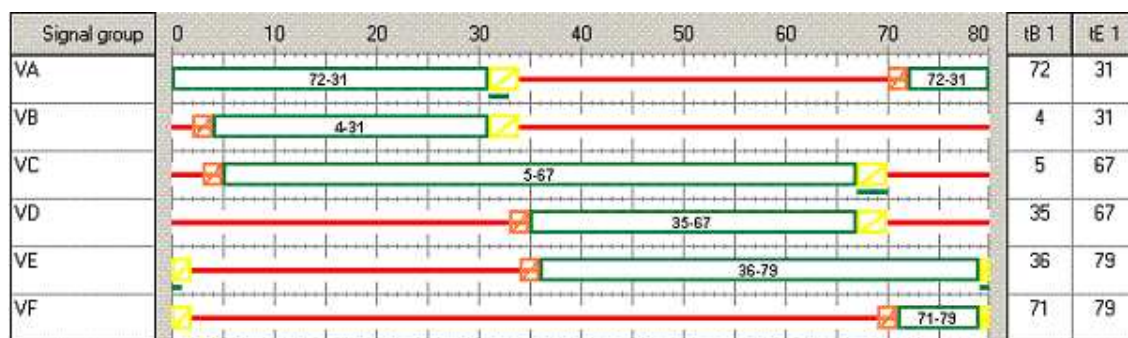 Signal group 0 10 20 30 40 50 60 70 80 tB 1 tE 1
VA 72-31 72-31 72 31
VB 4-31 4 31
VC 5-67 5 67
VD 35-67 35 67
VE 36-79 36 79
VF 71-79 71 79